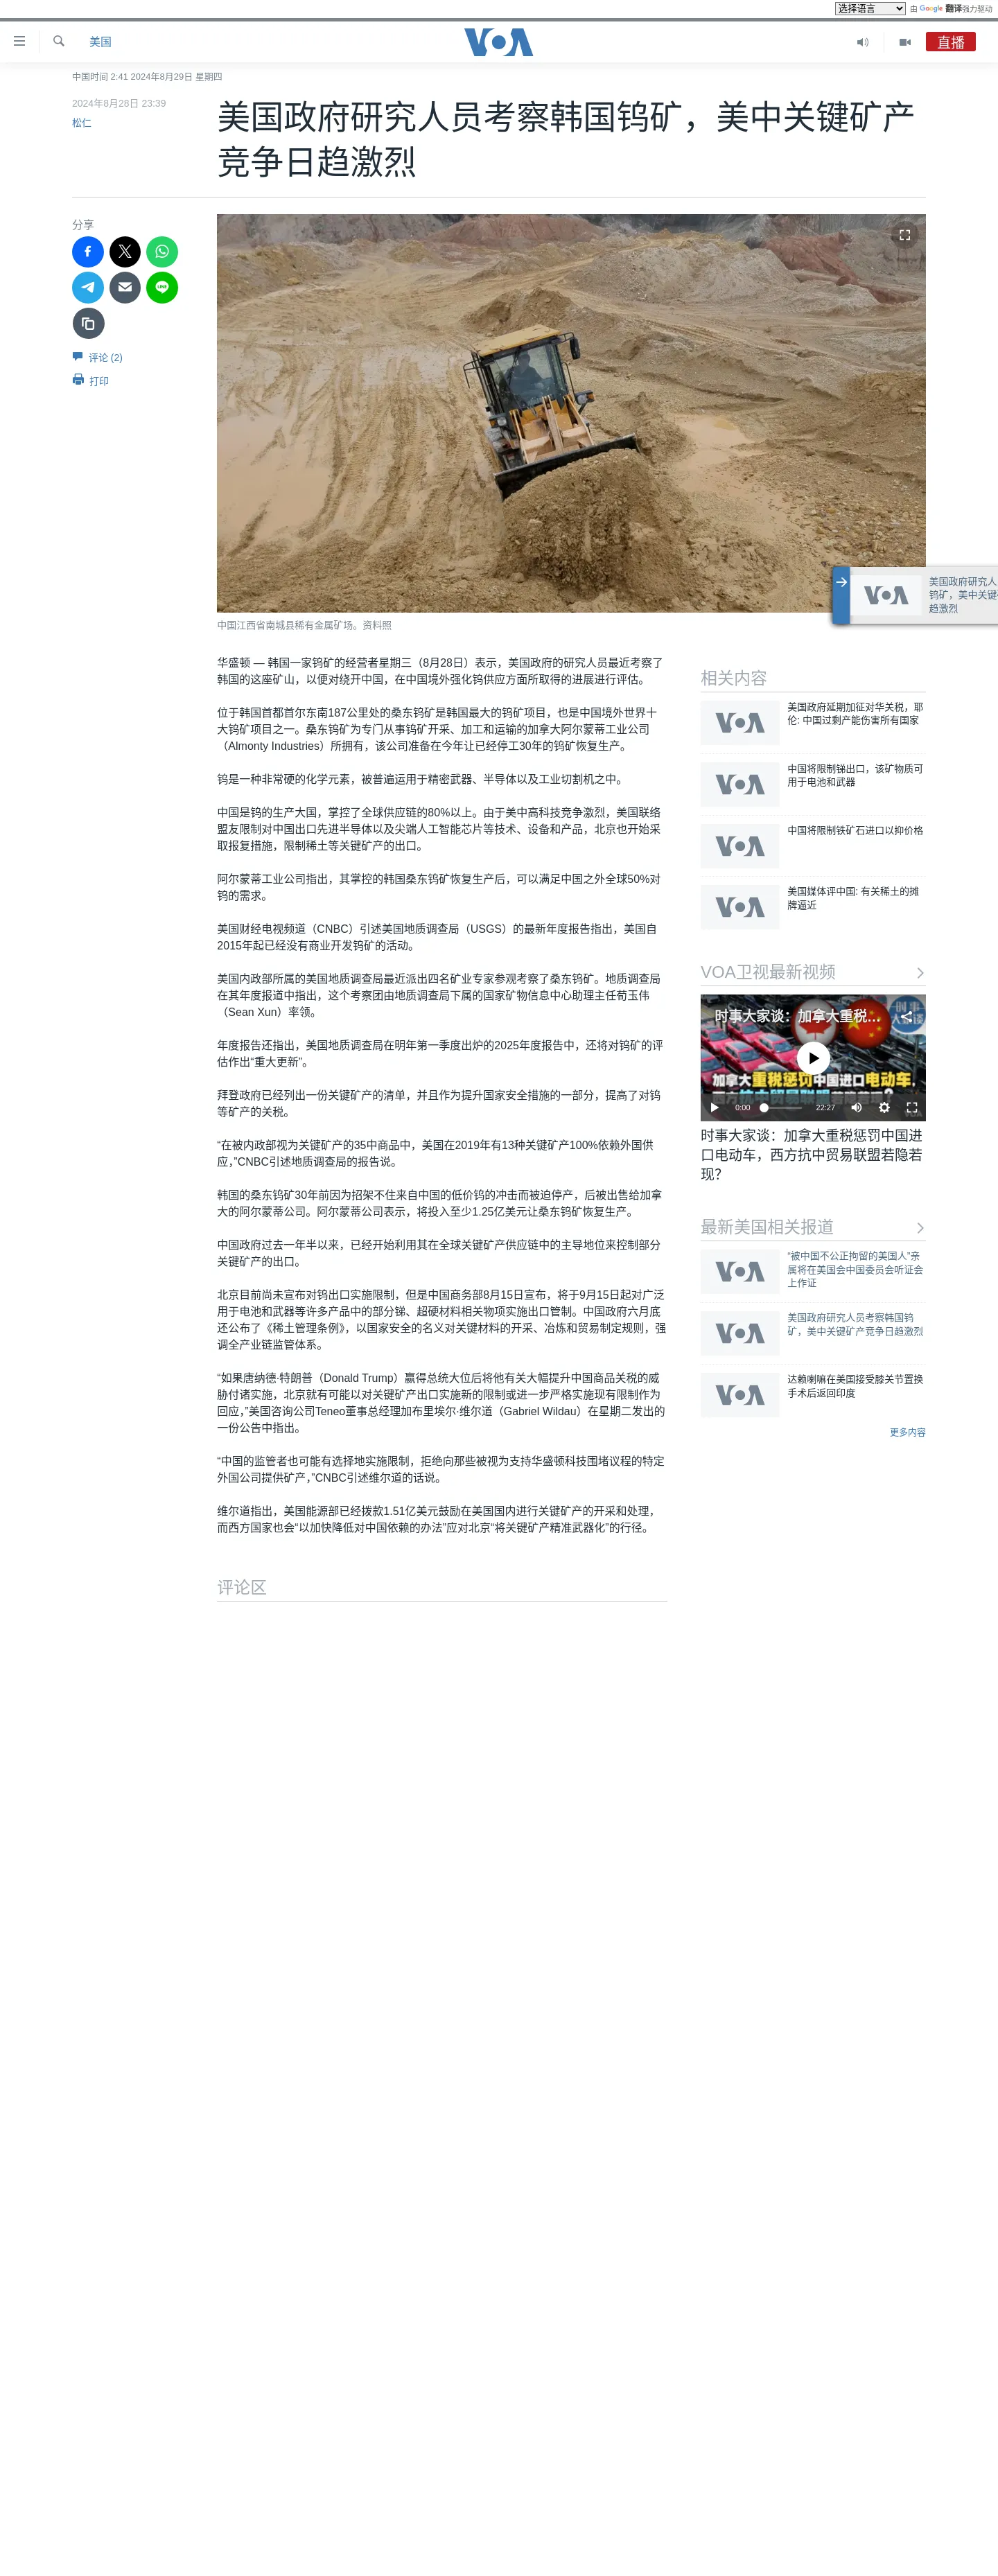 选择语言
由 Google 翻译强力驱动
美国
VOA
直播
中国时间 2:41 2024年8月29日 星期四
2024年8月28日 23:39
松仁
美国政府研究人员考察韩国钨矿，美中关键矿产
竞争日趋激烈
分享
评论 (2)
打印
中国江西省南城县稀有金属矿场。资料照
美国政府研究人
钨矿，美中关键
趋激烈
华盛顿 — 韩国一家钨矿的经营者星期三（8月28日）表示，美国政府的研究人员最近考察了
韩国的这座矿山，以便对绕开中国，在中国境外强化钨供应方面所取得的进展进行评估。
位于韩国首都首尔东南187公里处的桑东钨矿是韩国最大的钨矿项目，也是中国境外世界十
大钨矿项目之一。桑东钨矿为专门从事钨矿开采、加工和运输的加拿大阿尔蒙蒂工业公司
（Almonty Industries）所拥有，该公司准备在今年让已经停工30年的钨矿恢复生产。
钨是一种非常硬的化学元素，被普遍运用于精密武器、半导体以及工业切割机之中。
中国是钨的生产大国，掌控了全球供应链的80%以上。由于美中高科技竞争激烈，美国联络
盟友限制对中国出口先进半导体以及尖端人工智能芯片等技术、设备和产品，北京也开始采
取报复措施，限制稀土等关键矿产的出口。
阿尔蒙蒂工业公司指出，其掌控的韩国桑东钨矿恢复生产后，可以满足中国之外全球50%对
钨的需求。
美国财经电视频道（CNBC）引述美国地质调查局（USGS）的最新年度报告指出，美国自
2015年起已经没有商业开发钨矿的活动。
美国内政部所属的美国地质调查局最近派出四名矿业专家参观考察了桑东钨矿。地质调查局
在其年度报道中指出，这个考察团由地质调查局下属的国家矿物信息中心助理主任荀玉伟
（Sean Xun）率领。
年度报告还指出，美国地质调查局在明年第一季度出炉的2025年度报告中，还将对钨矿的评
估作出“重大更新”。
拜登政府已经列出一份关键矿产的清单，并且作为提升国家安全措施的一部分，提高了对钨
等矿产的关税。
“在被内政部视为关键矿产的35中商品中，美国在2019年有13种关键矿产100%依赖外国供
应，”CNBC引述地质调查局的报告说。
韩国的桑东钨矿30年前因为招架不住来自中国的低价钨的冲击而被迫停产，后被出售给加拿
大的阿尔蒙蒂公司。阿尔蒙蒂公司表示，将投入至少1.25亿美元让桑东钨矿恢复生产。
中国政府过去一年半以来，已经开始利用其在全球关键矿产供应链中的主导地位来控制部分
关键矿产的出口。
北京目前尚未宣布对钨出口实施限制，但是中国商务部8月15日宣布，将于9月15日起对广泛
用于电池和武器等许多产品中的部分锑、超硬材料相关物项实施出口管制。中国政府六月底
还公布了《稀土管理条例》，以国家安全的名义对关键材料的开采、冶炼和贸易制定规则，强
调全产业链监管体系。
“如果唐纳德·特朗普（Donald Trump）赢得总统大位后将他有关大幅提升中国商品关税的威
胁付诸实施，北京就有可能以对关键矿产出口实施新的限制或进一步严格实施现有限制作为
回应，”美国咨询公司Teneo董事总经理加布里埃尔·维尔道（Gabriel Wildau）在星期二发出的
一份公告中指出。
“中国的监管者也可能有选择地实施限制，拒绝向那些被视为支持华盛顿科技围堵议程的特定
外国公司提供矿产，”CNBC引述维尔道的话说。
维尔道指出，美国能源部已经拨款1.51亿美元鼓励在美国国内进行关键矿产的开采和处理，
而西方国家也会“以加快降低对中国依赖的办法”应对北京“将关键矿产精准武器化”的行径。
评论区
相关内容
VOA
美国政府延期加征对华关税，耶
伦: 中国过剩产能伤害所有国家
VOA
中国将限制锑出口，该矿物质可
用于电池和武器
VOA
中国将限制铁矿石进口以抑价格
VOA
美国媒体评中国: 有关稀土的摊
牌逼近
VOA卫视最新视频
时事大家谈：加拿大重税…
加拿大重税惩罚中国进口电动车，
0:00
22:27
时事大家谈：加拿大重税惩罚中国进
口电动车，西方抗中贸易联盟若隐若
现？
最新美国相关报道
VOA
“被中国不公正拘留的美国人”亲
属将在美国会中国委员会听证会
上作证
VOA
美国政府研究人员考察韩国钨
矿，美中关键矿产竞争日趋激烈
VOA
达赖喇嘛在美国接受膝关节置换
手术后返回印度
更多内容